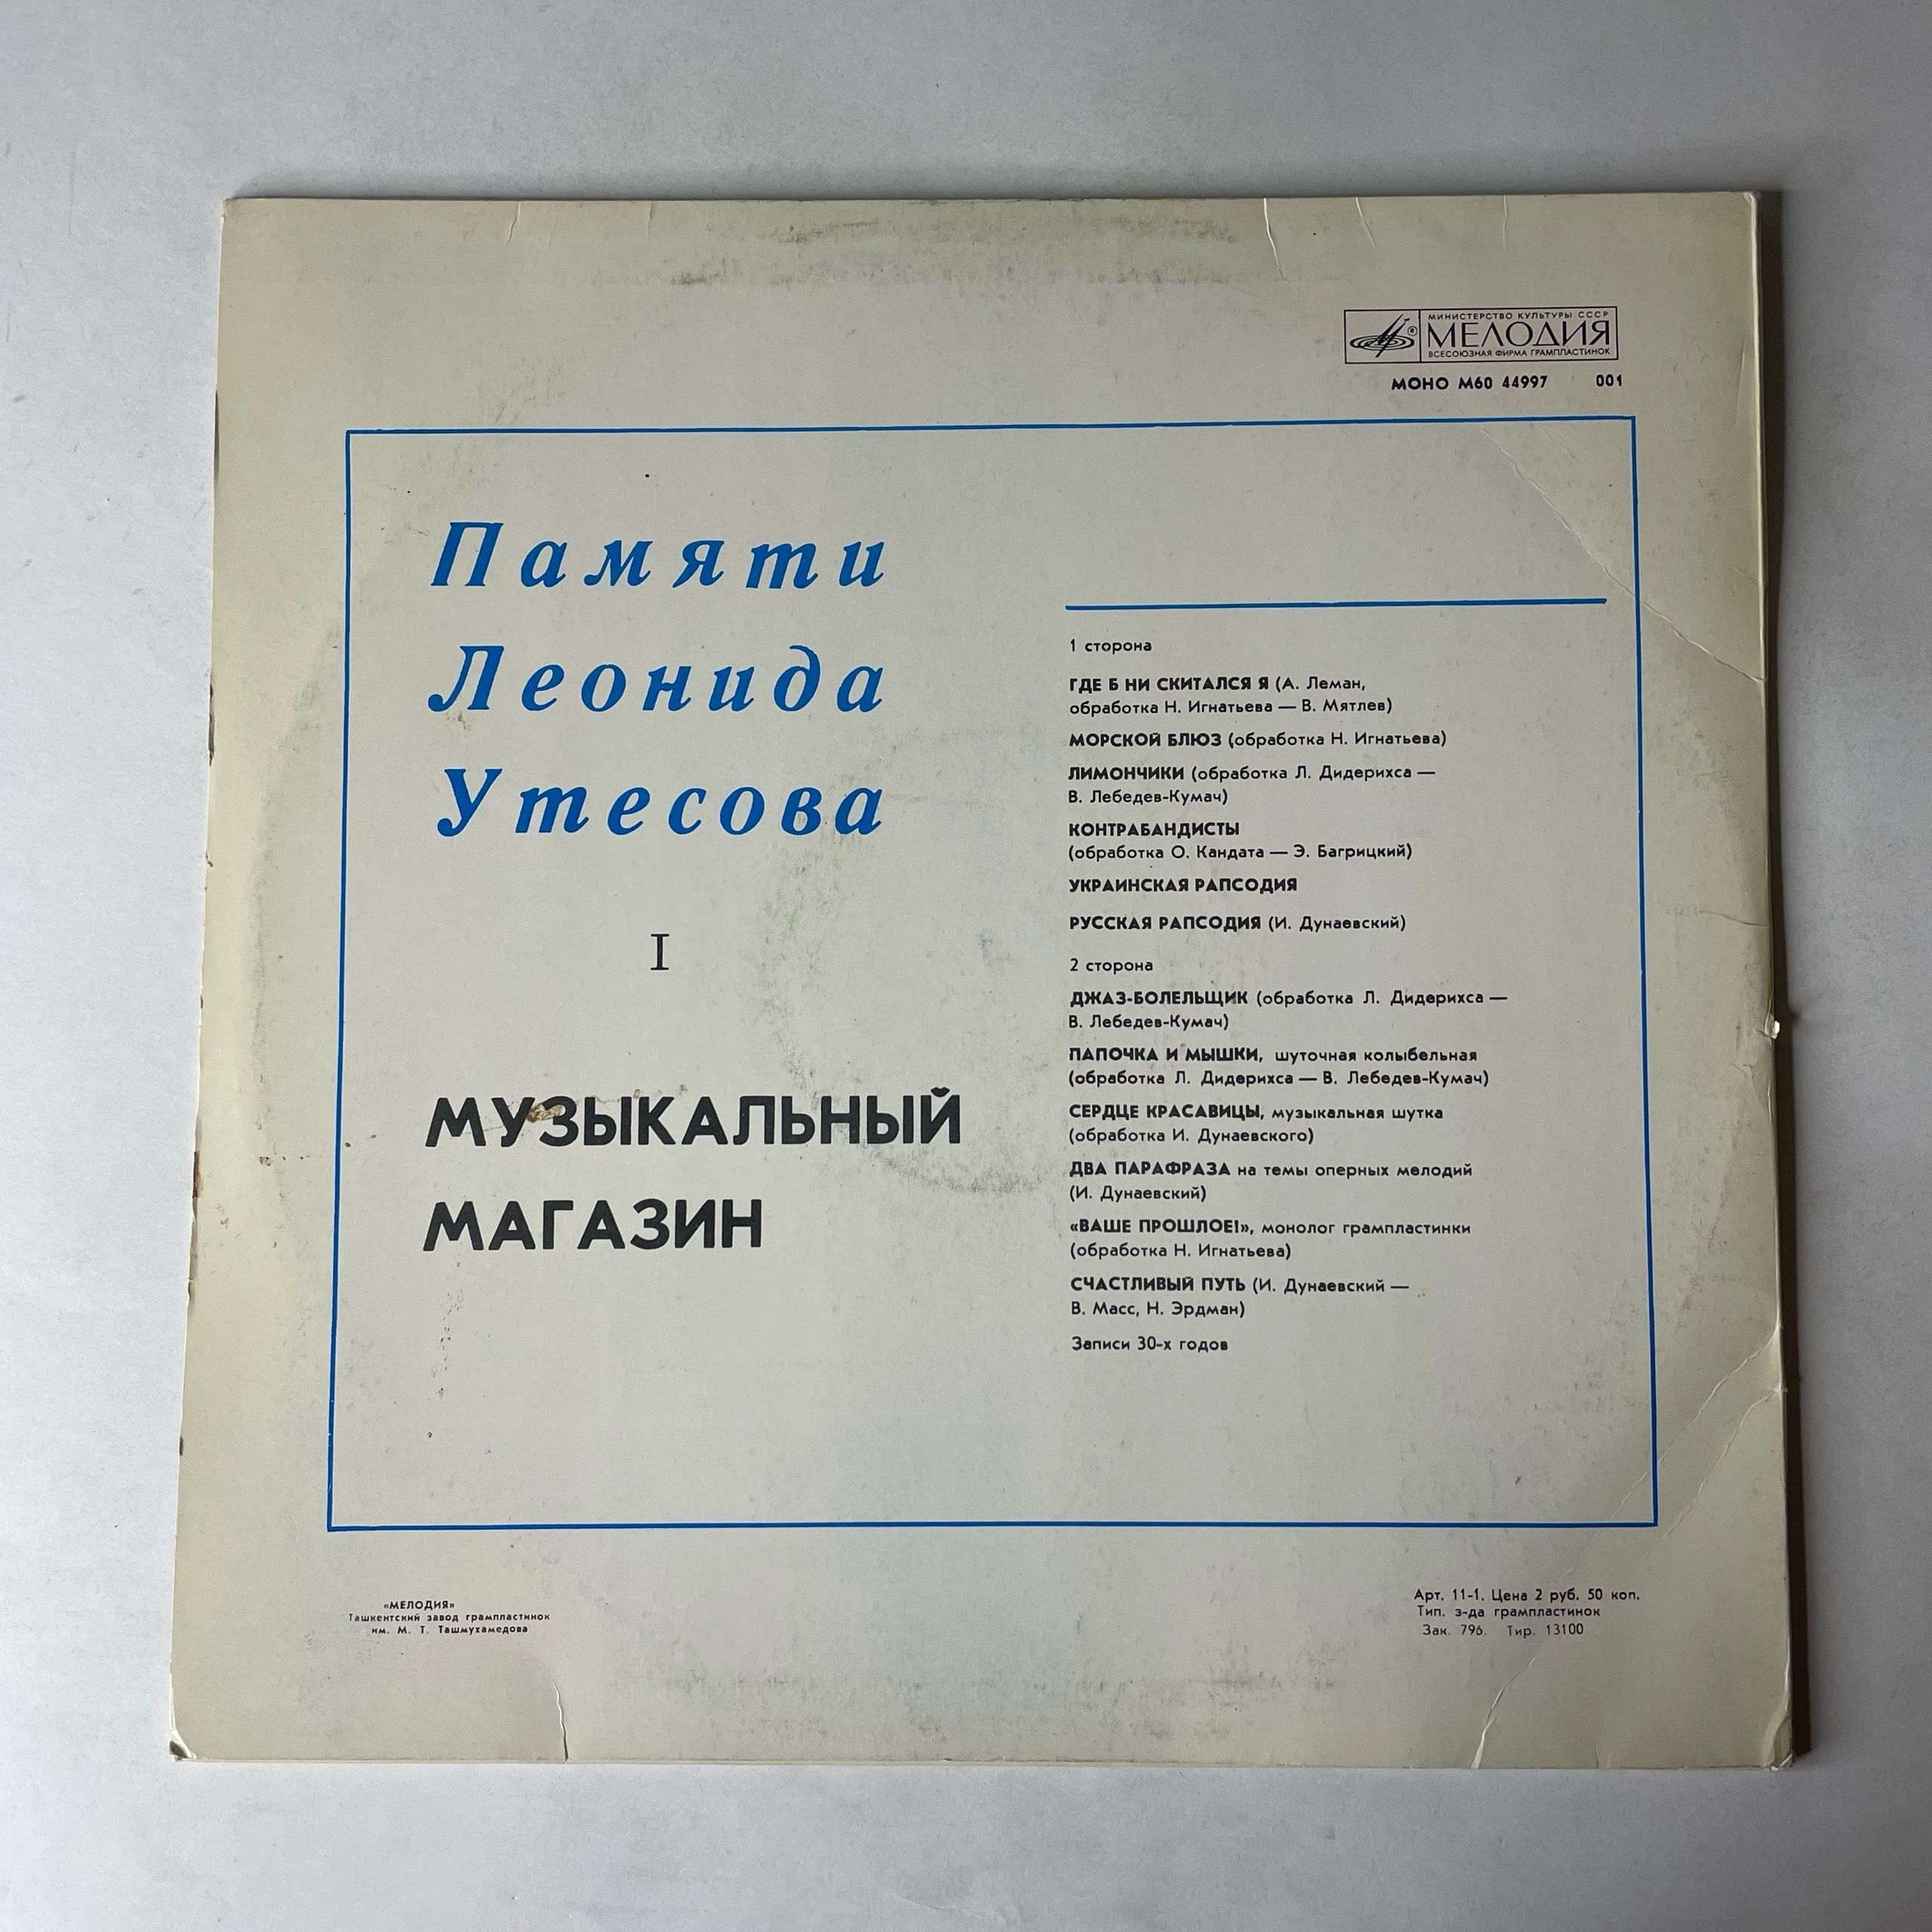 МИНИСТЕРСТВО КУЛЬТУРЫ СССР
МЕЛОДИЯ
ВСЕСОЮЗНАЯ ФИРМА ГРАМПЛАСТИНОК
МОНО М60 44997 001
Памяти
Леонида
Утесова
I
МУЗЫКАЛЬНЫЙ
МАГАЗИН
1 сторона
ГДЕ Б НИ СКИТАЛСЯ Я (А. Леман,
обработка Н. Игнатьева — В. Мятлев)
МОРСКОЙ БЛЮЗ (обработка Н. Игнатьева)
ЛИМОНЧИКИ (обработка Л. Дидерихса —
В. Лебедев-Кумач)
КОНТРАБАНДИСТЫ
(обработка О. Кандата — Э. Багрицкий)
УКРАИНСКАЯ РАПСОДИЯ
РУССКАЯ РАПСОДИЯ (И. Дунаевский)
2 сторона
ДЖАЗ-БОЛЕЛЬЩИК (обработка Л. Дидерихса —
В. Лебедев-Кумач)
ПАПОЧКА И МЫШКИ, шуточная колыбельная
(обработка Л. Дидерихса — В. Лебедев-Кумач)
СЕРДЦЕ КРАСАВИЦЫ, музыкальная шутка
(обработка И. Дунаевского)
ДВА ПАРАФРАЗА на темы оперных мелодий
(И. Дунаевский)
«ВАШЕ ПРОШЛОЕ!», монолог грампластинки
(обработка Н. Игнатьева)
СЧАСТЛИВЫЙ ПУТЬ (И. Дунаевский —
В. Масс, Н. Эрдман)
Записи 30-х годов
«МЕЛОДИЯ»
Ташкентский завод грампластинок
им. М. Т. Ташмухамедова
Арт. 11-1. Цена 2 руб. 50 коп.
Тип. з-да грампластинок
Зак. 796. Тир. 13100